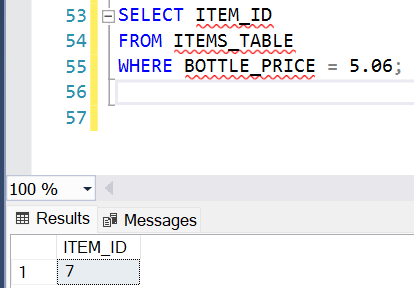 53 SELECT ITEM_ID
54 FROM ITEMS_TABLE
55 WHERE BOTTLE_PRICE = 5.06;
56
57
100 %
Results Messages
ITEM_ID
1 7